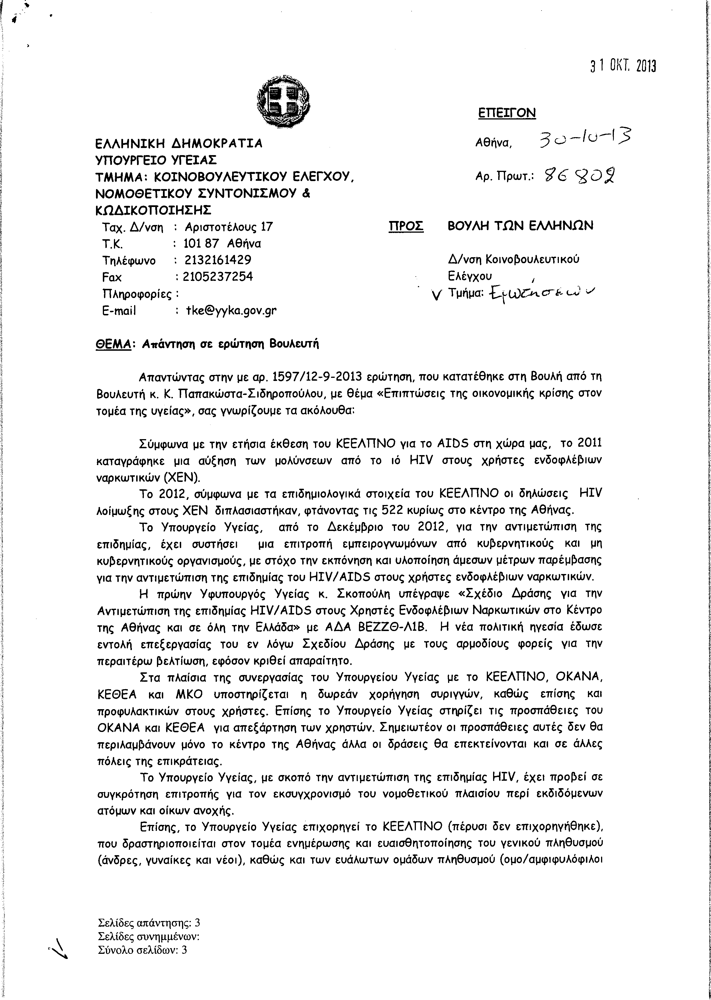 31 ΟΚΤ. 2013
ΕΠΕΙΓΟΝ
ΕΛΛΗΝΙΚΗ ΔΗΜΟΚΡΑΤΙΑ
ΥΠΟΥΡΓΕΙΟ ΥΓΕΙΑΣ
ΤΜΗΜΑ: ΚΟΙΝΟΒΟΥΛΕΥΤΙΚΟΥ ΕΛΕΓΧΟΥ,
ΝΟΜΟΘΕΤΙΚΟΥ ΣΥΝΤΟΝΙΣΜΟΥ &
ΚΩΔΙΚΟΠΟΙΗΣΗΣ
Ταχ. Δ/νση : Αριστοτέλους 17
Τ.Κ. : 101 87 Αθήνα
Τηλέφωνο : 2132161429
Fax : 2105237254
Πληροφορίες :
E-mail : tke@yyka.gov.gr
Αθήνα, 30-10-13
Αρ. Πρωτ.: 86802
ΠΡΟΣ ΒΟΥΛΗ ΤΩΝ ΕΛΛΗΝΩΝ
Δ/νση Κοινοβουλευτικού
Ελέγχου
Τμήμα: Ερωτήσεων
ΘΕΜΑ: Απάντηση σε ερώτηση Βουλευτή
Απαντώντας στην με αρ. 1597/12-9-2013 ερώτηση, που κατατέθηκε στη Βουλή από τη
Βουλευτή κ. Κ. Παπακώστα-Σιδηροπούλου, με θέμα «Επιπτώσεις της οικονομικής κρίσης στον
τομέα της υγείας», σας γνωρίζουμε τα ακόλουθα:
Σύμφωνα με την ετήσια έκθεση του ΚΕΕΛΠΝΟ για το AIDS στη χώρα μας, το 2011
καταγράφηκε μια αύξηση των μολύνσεων από το ιό HIV στους χρήστες ενδοφλέβιων
ναρκωτικών (ΧΕΝ).
Το 2012, σύμφωνα με τα επιδημιολογικά στοιχεία του ΚΕΕΛΠΝΟ οι δηλώσεις HIV
λοίμωξης στους ΧΕΝ διπλασιαστήκαν, φτάνοντας τις 522 κυρίως στο κέντρο της Αθήνας.
Το Υπουργείο Υγείας, από το Δεκέμβριο του 2012, για την αντιμετώπιση της
επιδημίας, έχει συστήσει μια επιτροπή εμπειρογνωμόνων από κυβερνητικούς και μη
κυβερνητικούς οργανισμούς, με στόχο την εκπόνηση και υλοποίηση άμεσων μέτρων παρέμβασης
για την αντιμετώπιση της επιδημίας του HIV/AIDS στους χρήστες ενδοφλέβιων ναρκωτικών.
Η πρώην Υφυπουργός Υγείας κ. Σκοπούλη υπέγραψε «Σχέδιο Δράσης για την
Αντιμετώπιση της επιδημίας HIV/AIDS στους Χρηστές Ενδοφλέβιων Ναρκωτικών στο Κέντρο
της Αθήνας και σε όλη την Ελλάδα» με ΑΔΑ ΒΕΖΖΘ-Λ1Β. Η νέα πολιτική ηγεσία έδωσε
εντολή επεξεργασίας του εν λόγω Σχεδίου Δράσης με τους αρμοδίους φορείς για την
περαιτέρω βελτίωση, εφόσον κριθεί απαραίτητο.
Στα πλαίσια της συνεργασίας του Υπουργείου Υγείας με το ΚΕΕΛΠΝΟ, ΟΚΑΝΑ,
ΚΕΘΕΑ και ΜΚΟ υποστηρίζεται η δωρεάν χορήγηση συριγγών, καθώς επίσης και
προφυλακτικών στους χρήστες. Επίσης το Υπουργείο Υγείας στηρίζει τις προσπάθειες του
ΟΚΑΝΑ και ΚΕΘΕΑ για απεξάρτηση των χρηστών. Σημειωτέον οι προσπάθειες αυτές δεν θα
περιλαμβάνουν μόνο το κέντρο της Αθήνας άλλα οι δράσεις θα επεκτείνονται και σε άλλες
πόλεις της επικράτειας.
Το Υπουργείο Υγείας, με σκοπό την αντιμετώπιση της επιδημίας HIV, έχει προβεί σε
συγκρότηση επιτροπής για τον εκσυγχρονισμό του νομοθετικού πλαισίου περί εκδιδόμενων
ατόμων και οίκων ανοχής.
Επίσης, το Υπουργείο Υγείας επιχορηγεί το ΚΕΕΛΠΝΟ (πέρυσι δεν επιχορηγήθηκε),
που δραστηριοποιείται στον τομέα ενημέρωσης και ευαισθητοποίησης του γενικού πληθυσμού
(άνδρες, γυναίκες και νέοι), καθώς και των ευάλωτων ομάδων πληθυσμού (ομο/αμφιφυλόφιλοι
Σελίδες απάντησης: 3
Σελίδες συνημμένων:
Σύνολο σελίδων: 3